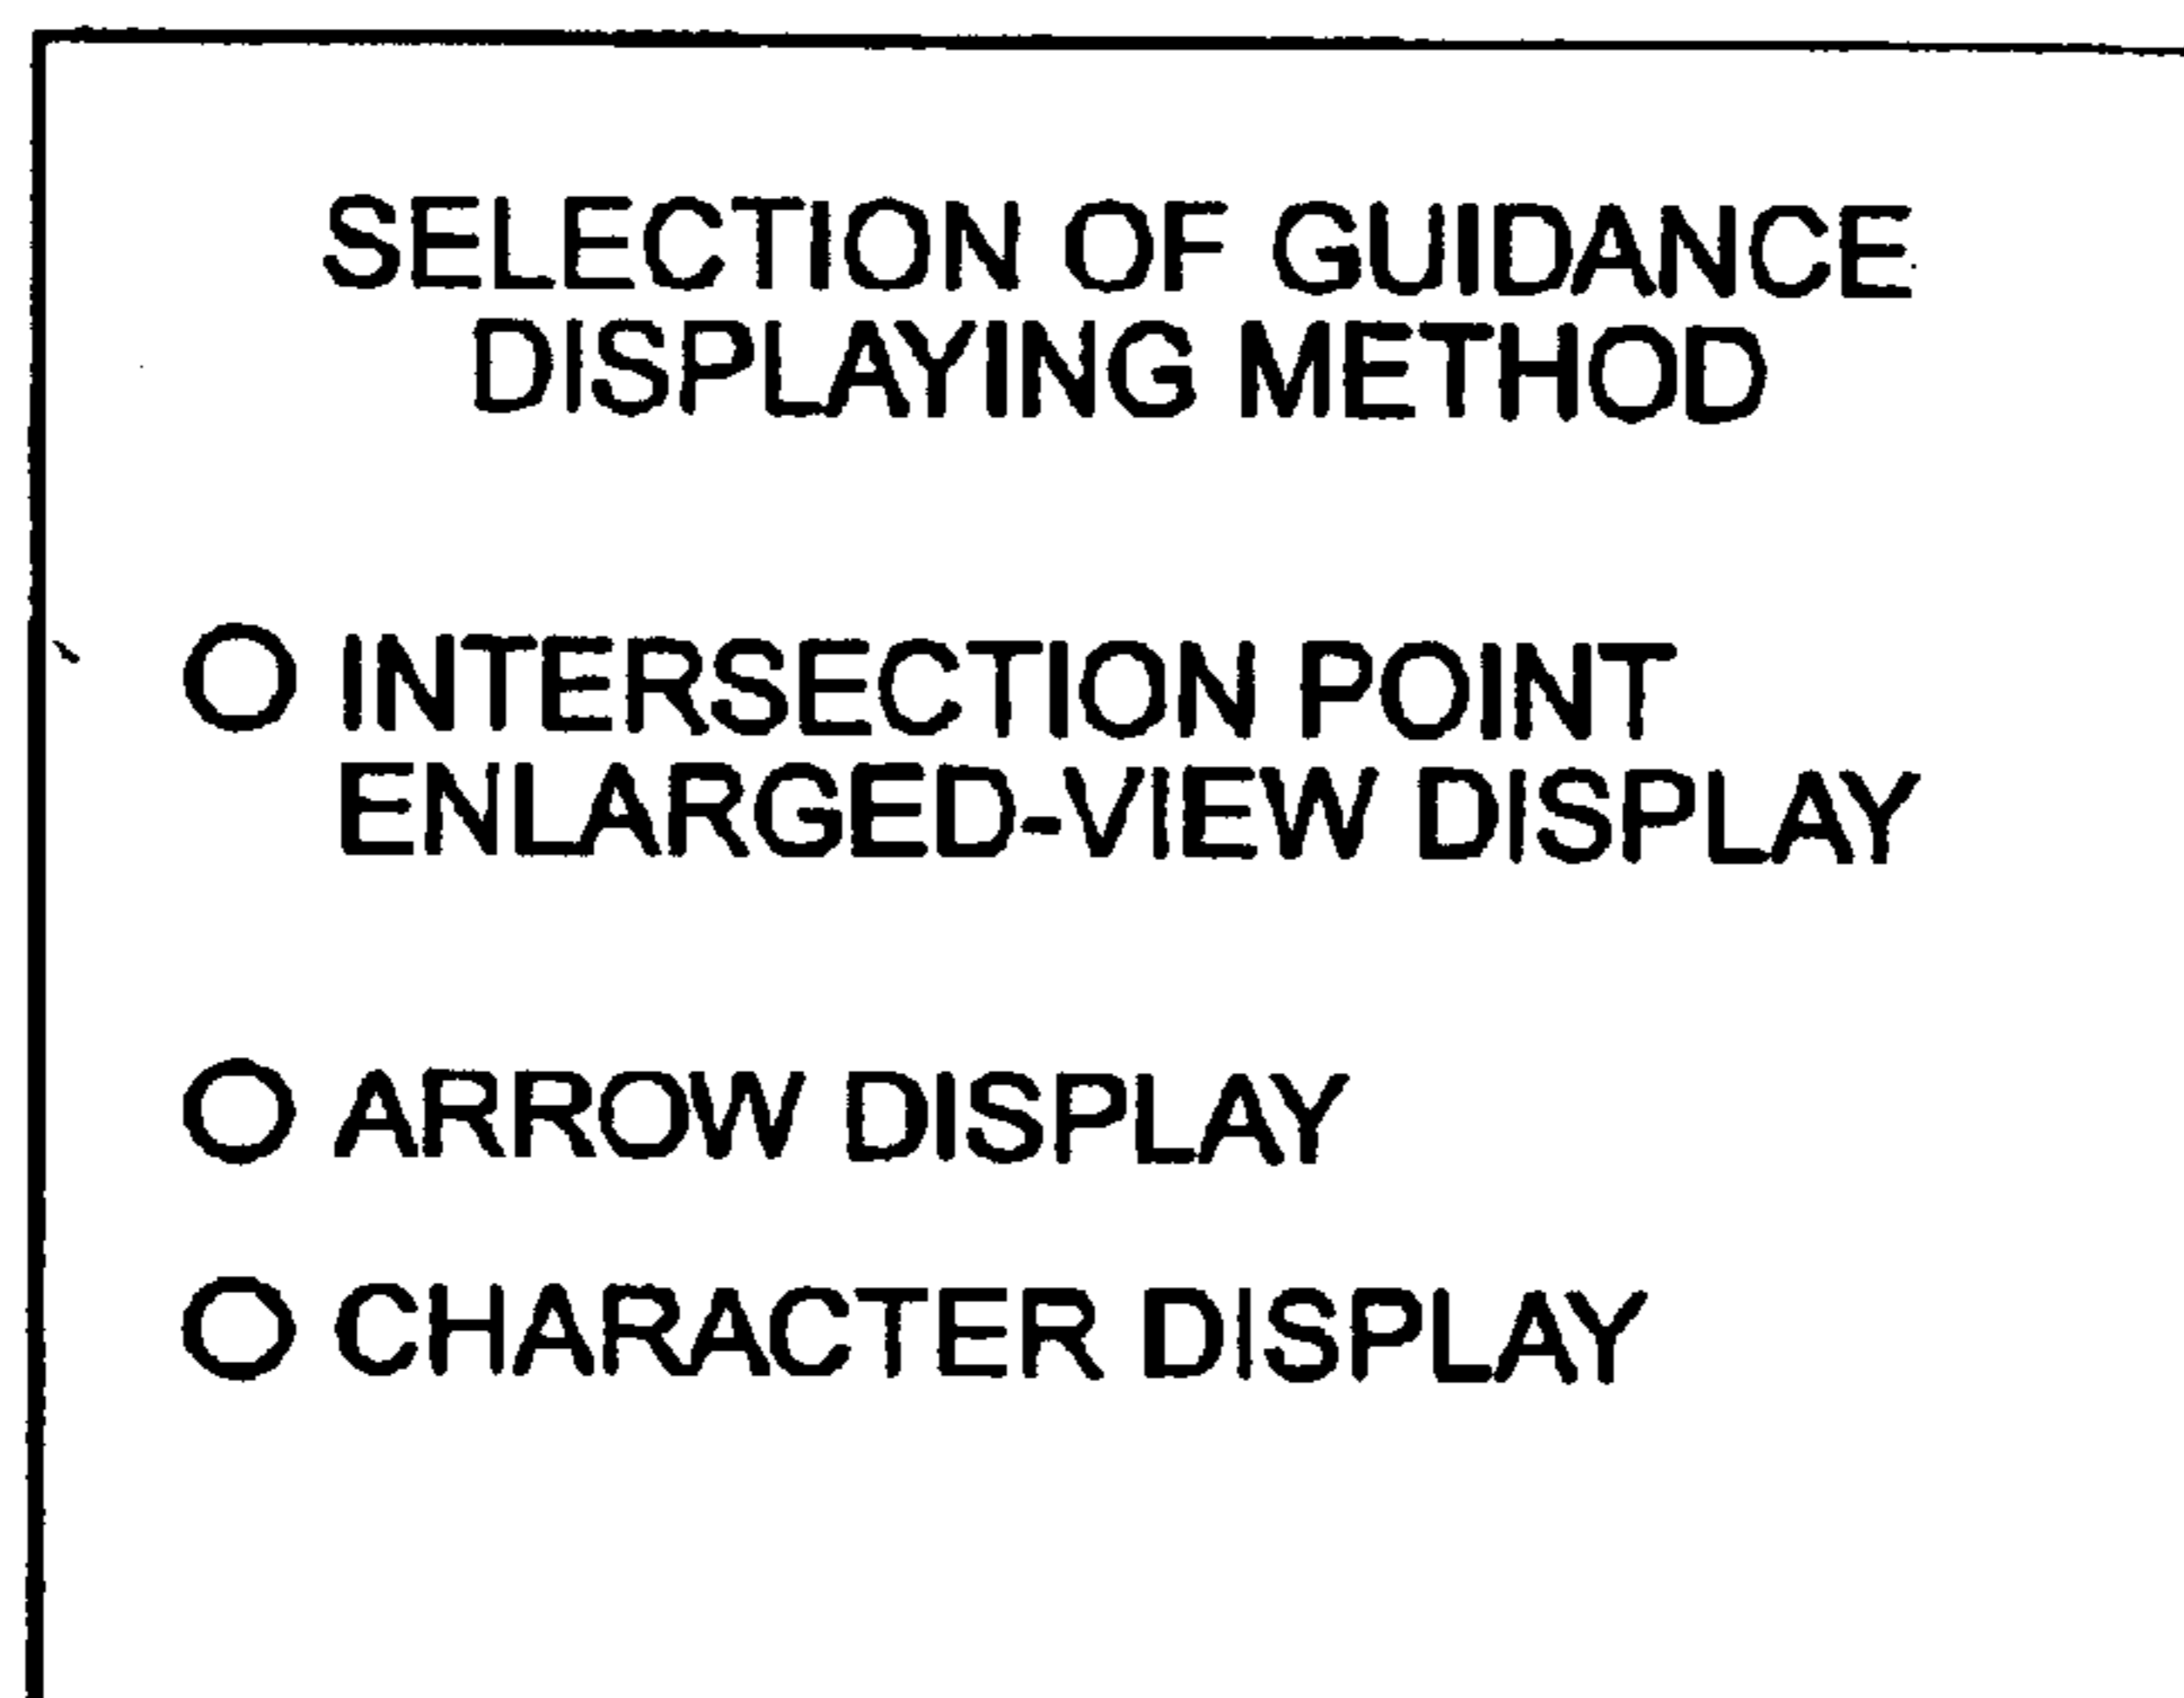 SELECTION OF GUIDANCE
DISPLAYING METHOD
○ INTERSECTION POINT
ENLARGED-VIEW DISPLAY
○ ARROW DISPLAY
○ CHARACTER DISPLAY